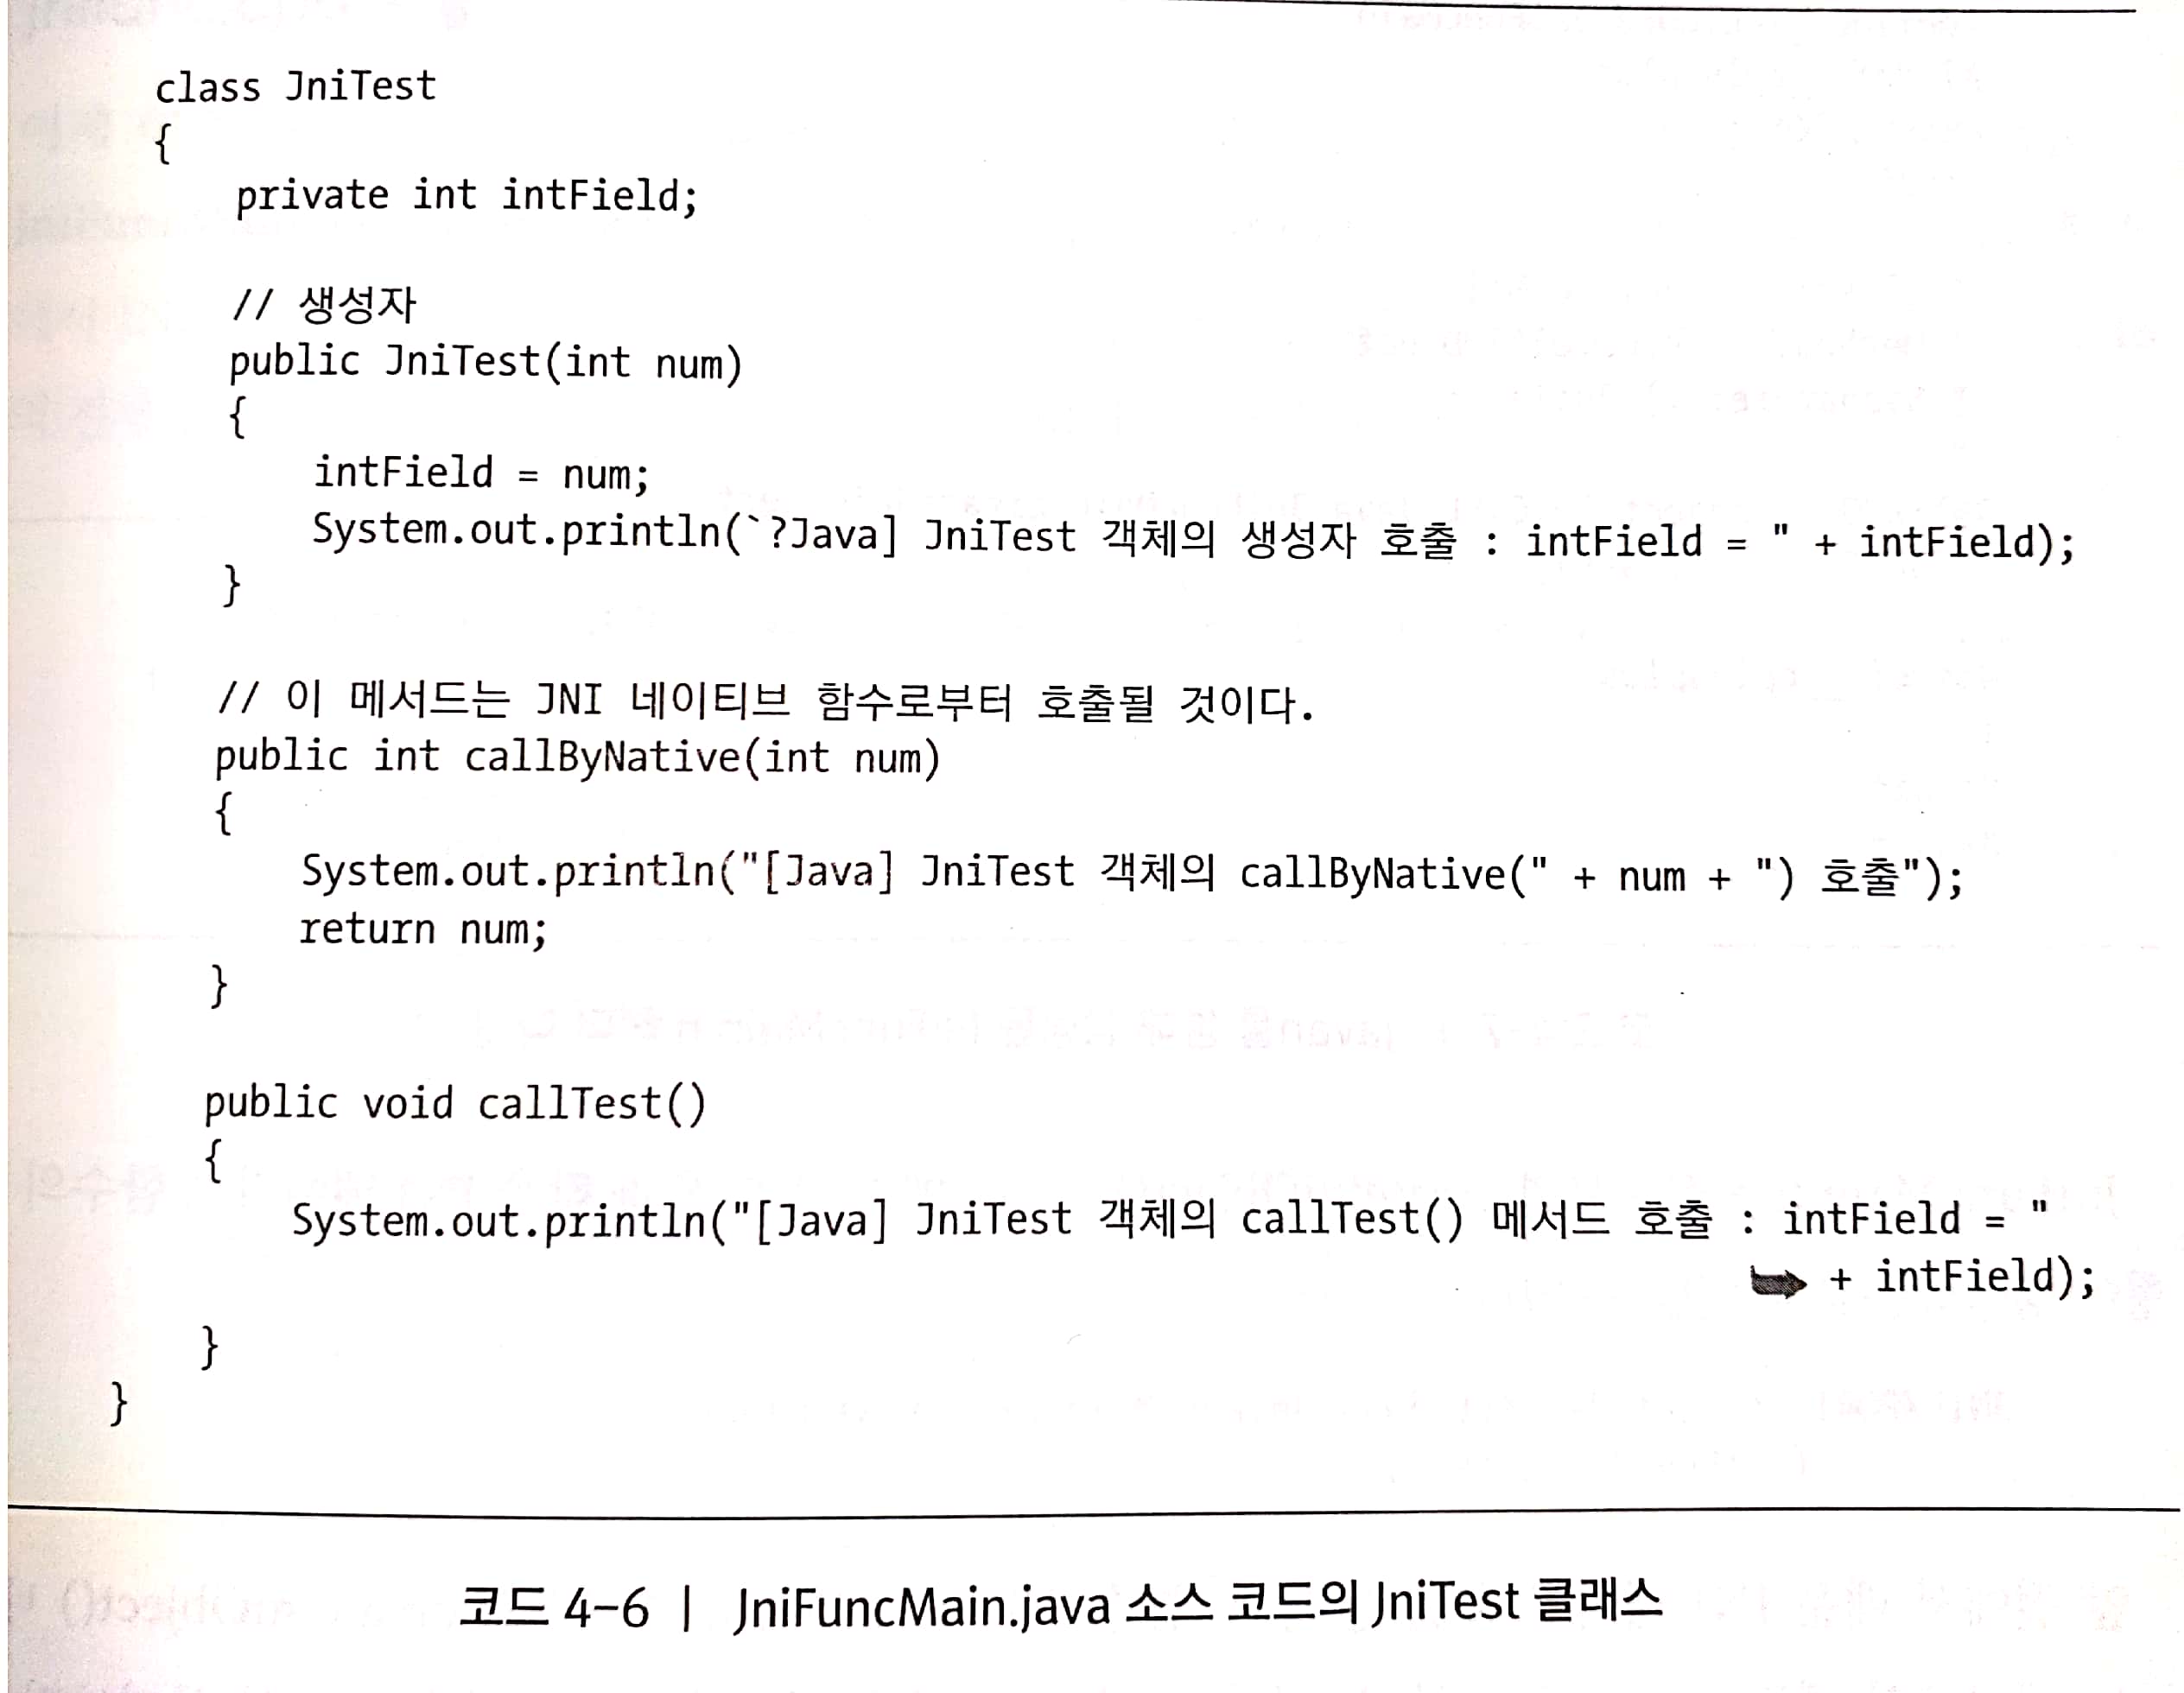 class JniTest
{
private int intField;
// 생성자
public JniTest(int num)
{
intField = num;
System.out.println(`?Java] JniTest 객체의 생성자 호출 : intField = " + intField);
}
// 이 메서드는 JNI 네이티브 함수로부터 호출될 것이다.
public int callByNative(int num)
{
System.out.println("[Java] JniTest 객체의 callByNative(" + num + ") 호출");
return num;
}
public void callTest()
{
System.out.println("[Java] JniTest 객체의 callTest() 메서드 호출 : intField = "
+ intField);
}
}
코드 4-6 | JniFuncMain.java 소스 코드의 JniTest 클래스